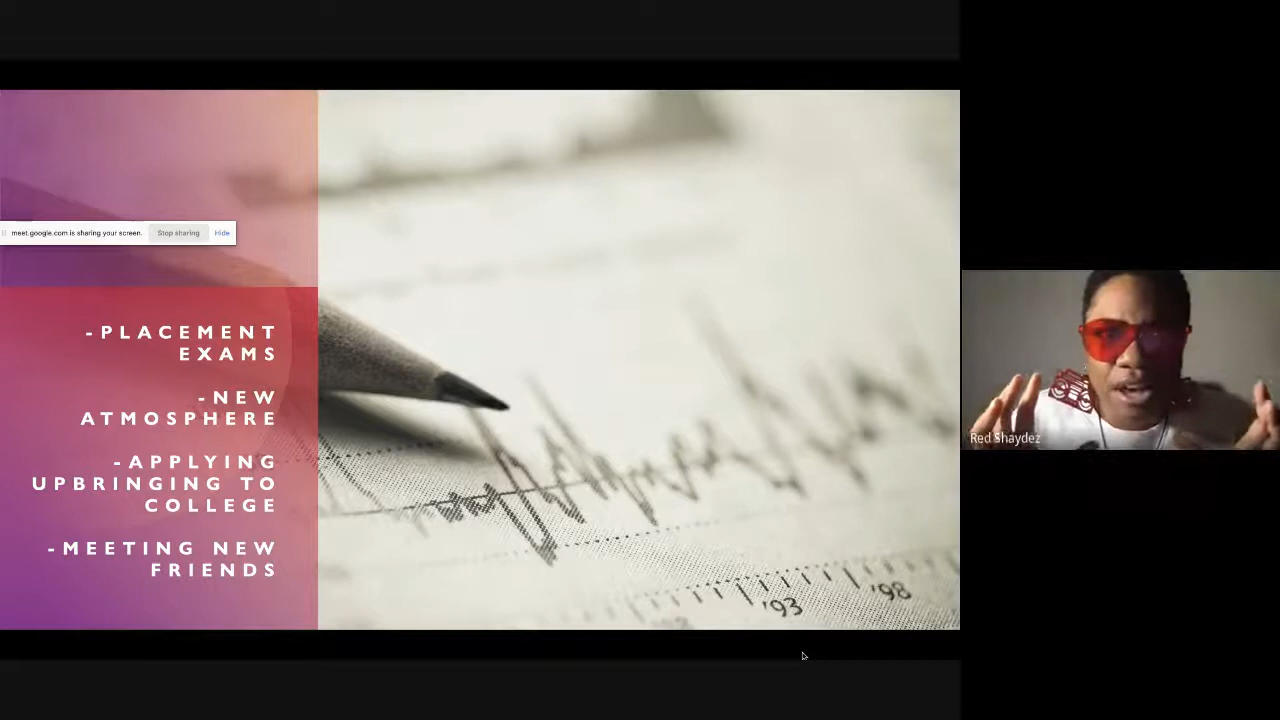 meet.google.com is sharing your screen. Stop sharing Hide
-PLACEMENT
EXAMS
-NEW
ATMOSPHERE
-APPLYING
UPBRINGING TO
COLLEGE
-MEETING NEW
FRIENDS
'93
'98
Red Shaydez